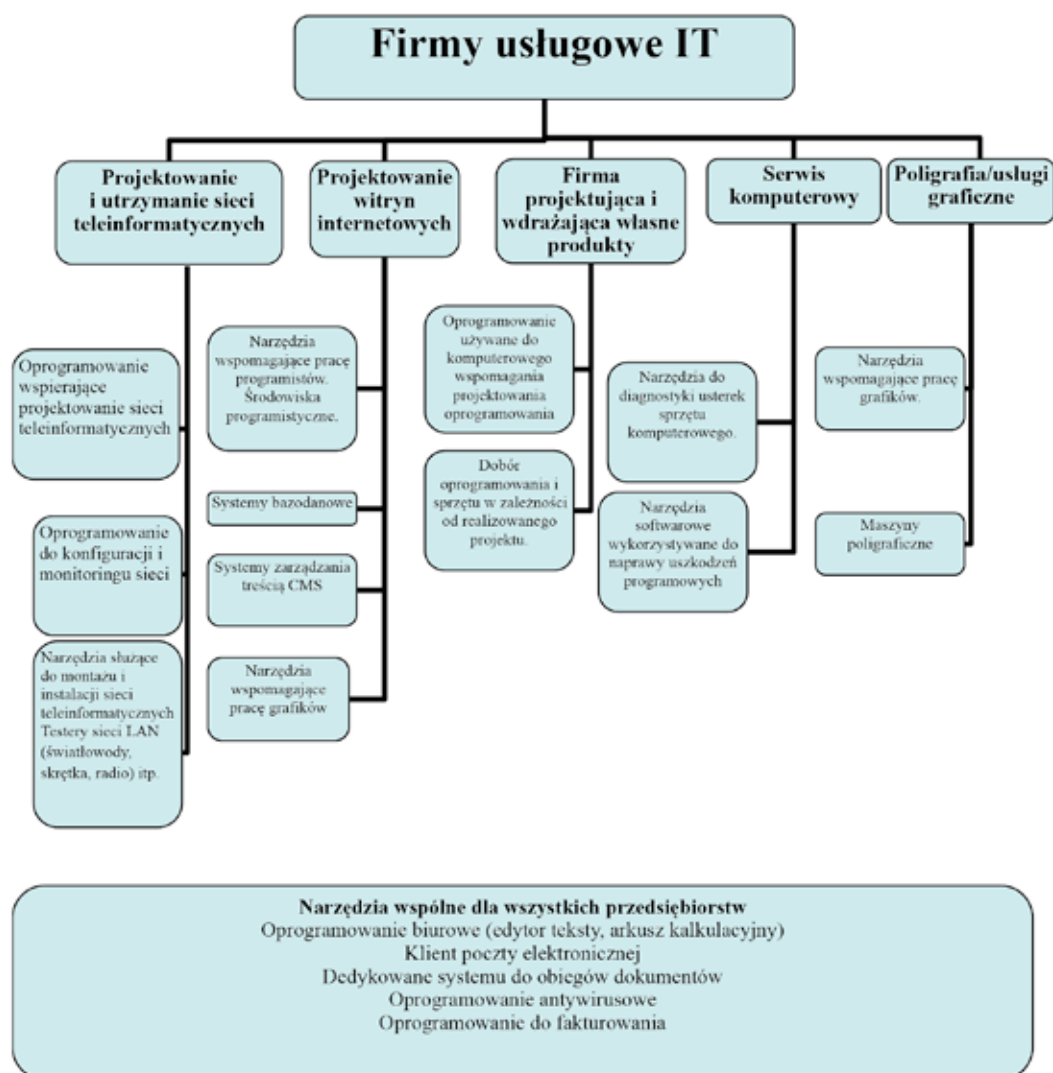 Firmy usługowe IT
Projektowanie
i utrzymanie sieci
teleinformatycznych
Projektowanie
witryn
internetowych
Firma
projektująca i
wdrażająca własne
produkty
Serwis
komputerowy
Poligrafia/usługi
graficzne
Oprogramowanie
wspierające
projektowanie sieci
teleinformatycznych
Oprogramowanie
do konfiguracji i
monitoringu sieci
Narzędzia służące
do montażu i
instalacji sieci
teleinformatycznych
Testery sieci LAN
(światłowody,
skrętka, radio) itp.
Narzędzia
wspomagające pracę
programistów.
Środowiska
programistyczne.
Systemy bazodanowe
Systemy zarządzania
treścią CMS
Narzędzia
wspomagające
pracę grafików
Oprogramowanie
używane do
komputerowego
wspomagania
projektowania
oprogramowania
Dobór
oprogramowania i
sprzętu w zależności
od realizowanego
projektu.
Narzędzia do
diagnostyki usterek
sprzętu
komputerowego.
Narzędzia
softwarowe
wykorzystywane do
naprawy uszkodzeń
programowych
Narzędzia
wspomagające pracę
grafików.
Maszyny
poligraficzne
Narzędzia wspólne dla wszystkich przedsiębiorstw
Oprogramowanie biurowe (edytor teksty, arkusz kalkulacyjny)
Klient poczty elektronicznej
Dedykowane systemu do obiegów dokumentów
Oprogramowanie antywirusowe
Oprogramowanie do fakturowania